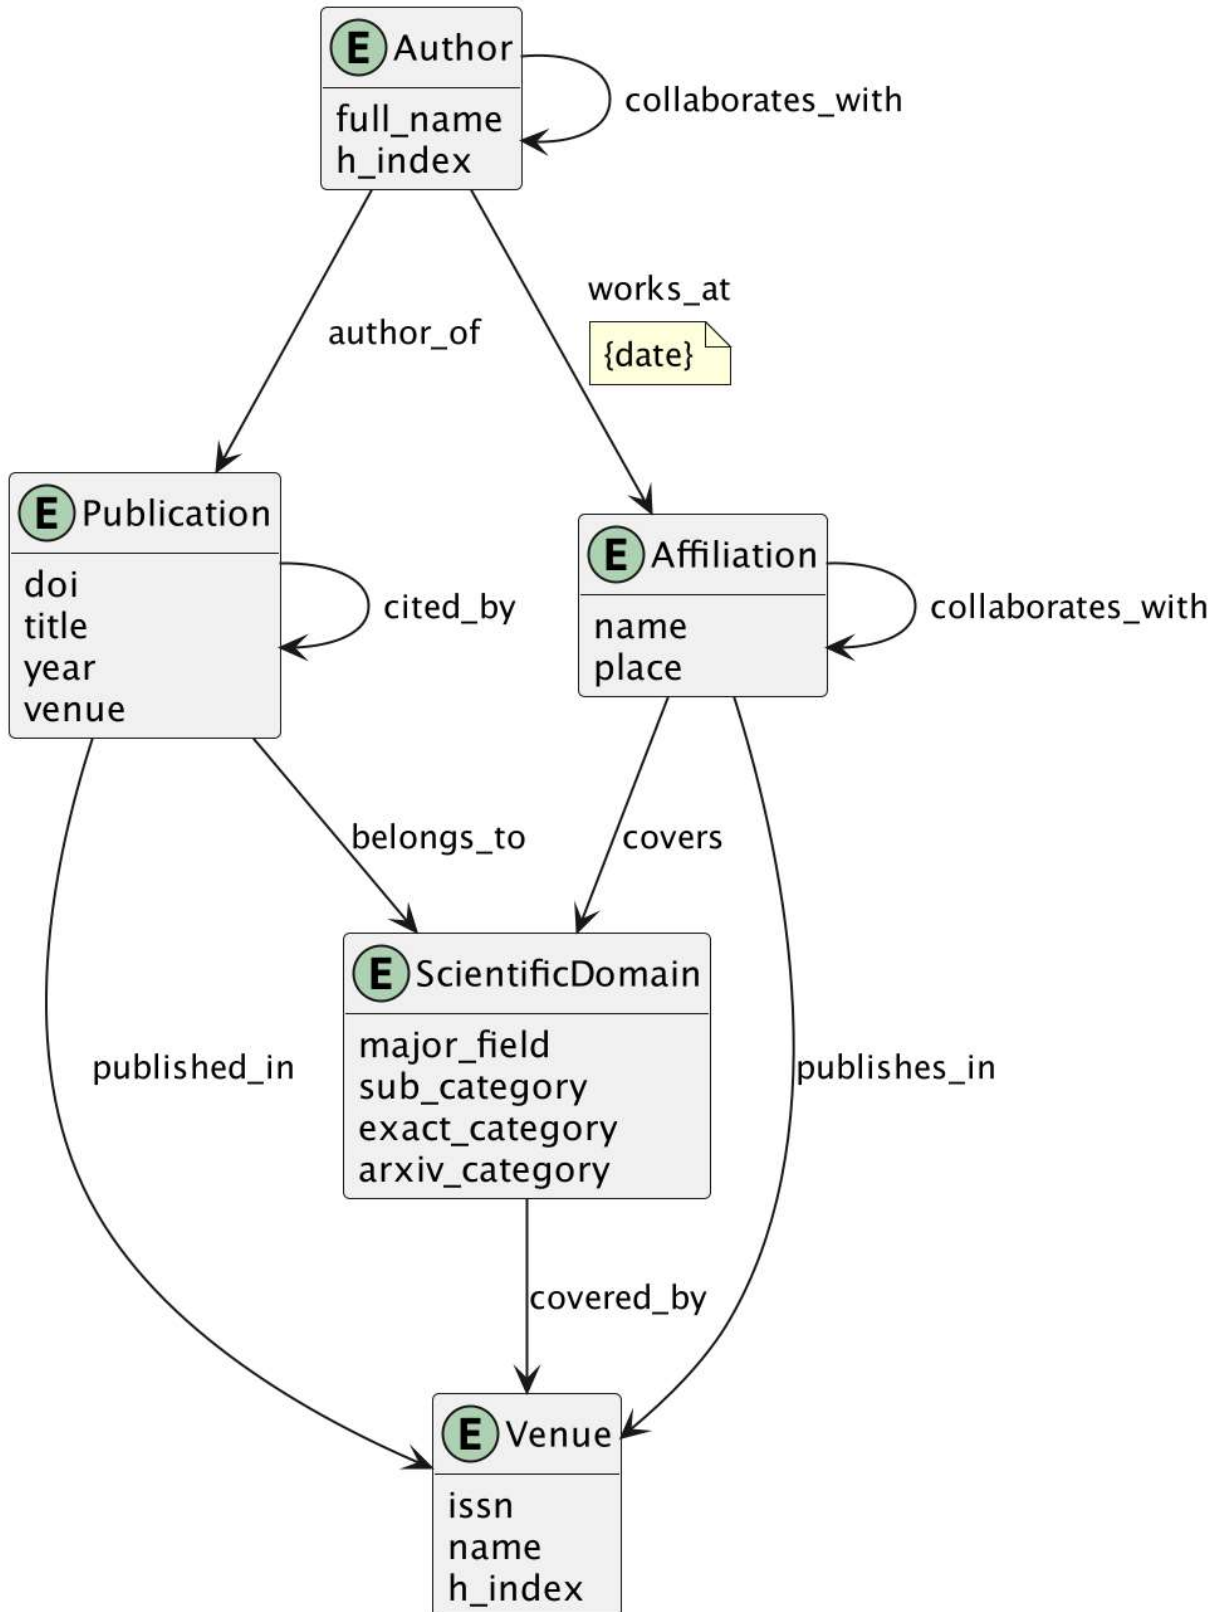 E Author
full_name
h_index
collaborates_with
author_of
works_at
{date}
E Publication
doi
title
year
venue
cited_by
E Affiliation
name
place
collaborates_with
belongs_to
covers
E ScientificDomain
major_field
sub_category
exact_category
arxiv_category
published_in
publishes_in
covered_by
E Venue
issn
name
h_index